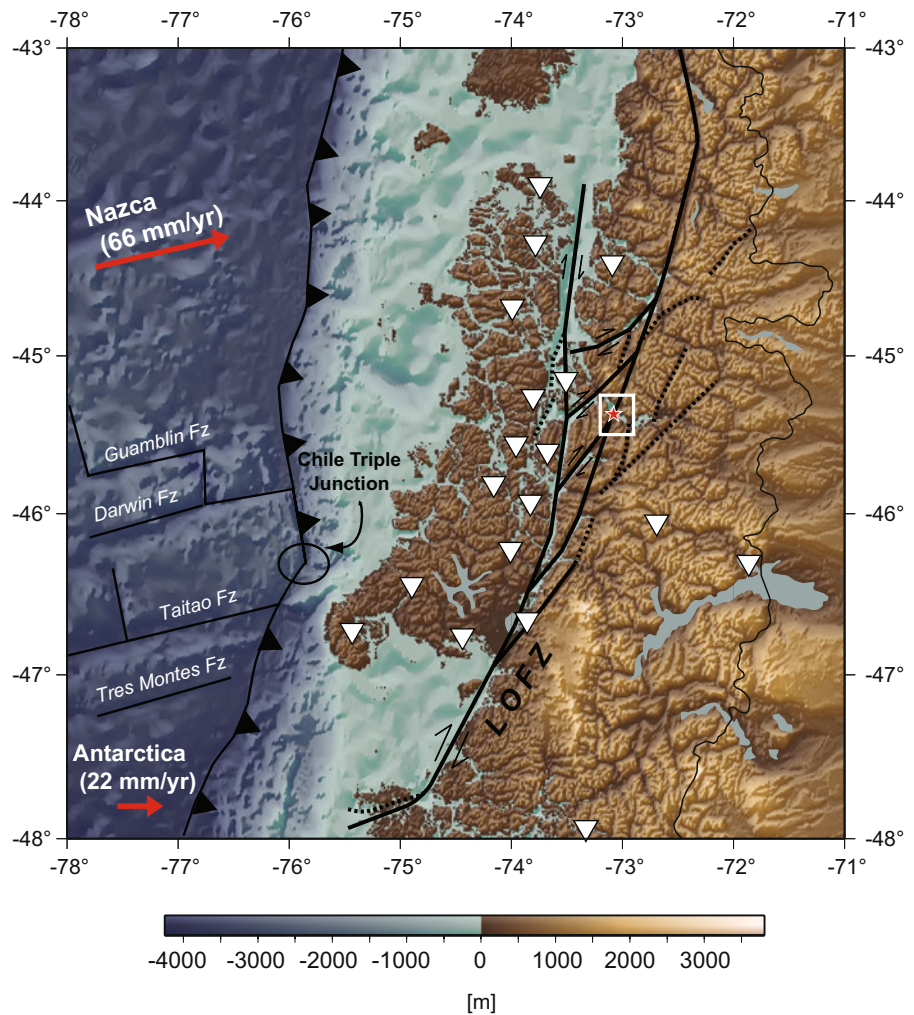 -78° -77° -76° -75° -74° -73° -72° -71°
-43° -43°
-44° -44°
Nazca
(66 mm/yr)
-45° -45°
Guamblin Fz
Chile Triple
Junction
Darwin Fz
-46° -46°
Taitao Fz
-47° -47°
Tres Montes Fz
LOFZ
Antarctica
(22 mm/yr)
-48° -48°
-78° -77° -76° -75° -74° -73° -72° -71°
-4000 -3000 -2000 -1000 0 1000 2000 3000
[m]